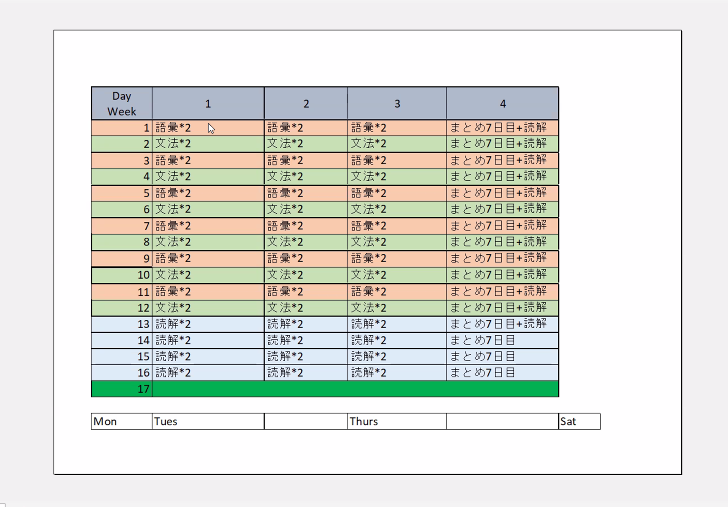 Day
Week 1 2 3 4
1 語彙*2 語彙*2 語彙*2 まとめ7日目+読解
2 文法*2 文法*2 文法*2 まとめ7日目+読解
3 語彙*2 語彙*2 語彙*2 まとめ7日目+読解
4 文法*2 文法*2 文法*2 まとめ7日目+読解
5 語彙*2 語彙*2 語彙*2 まとめ7日目+読解
6 文法*2 文法*2 文法*2 まとめ7日目+読解
7 語彙*2 語彙*2 語彙*2 まとめ7日目+読解
8 文法*2 文法*2 文法*2 まとめ7日目+読解
9 語彙*2 語彙*2 語彙*2 まとめ7日目+読解
10 文法*2 文法*2 文法*2 まとめ7日目+読解
11 語彙*2 語彙*2 語彙*2 まとめ7日目+読解
12 文法*2 文法*2 文法*2 まとめ7日目+読解
13 読解*2 読解*2 読解*2 まとめ7日目+読解
14 読解*2 読解*2 読解*2 まとめ7日目
15 読解*2 読解*2 読解*2 まとめ7日目
16 読解*2 読解*2 読解*2 まとめ7日目
17
Mon Tues Thurs Sat